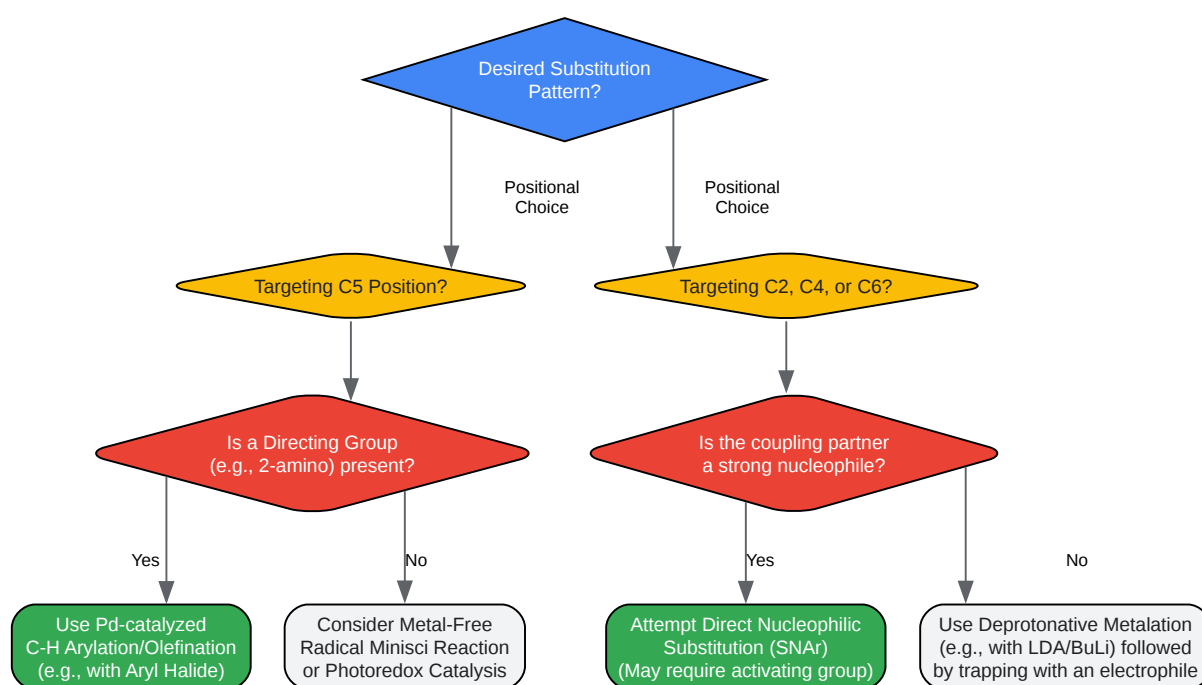 Desired Substitution
Pattern?
Positional
Choice
Positional
Choice
Targeting C5 Position?
Targeting C2, C4, or C6?
Is a Directing Group
(e.g., 2-amino) present?
Is the coupling partner
a strong nucleophile?
Yes
No
Yes
No
Use Pd-catalyzed
C-H Arylation/Olefination
(e.g., with Aryl Halide)
Consider Metal-Free
Radical Minisci Reaction
or Photoredox Catalysis
Attempt Direct Nucleophilic
Substitution (SNAr)
(May require activating group)
Use Deprotonative Metalation
(e.g., with LDA/BuLi) followed
by trapping with an electrophile